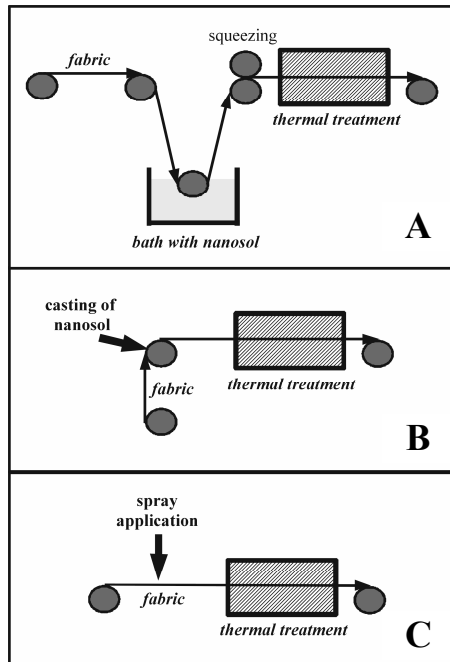 fabric
squeezing
thermal treatment
bath with nanosol
A
casting of
nanosol
fabric
thermal treatment
B
spray
application
fabric
thermal treatment
C